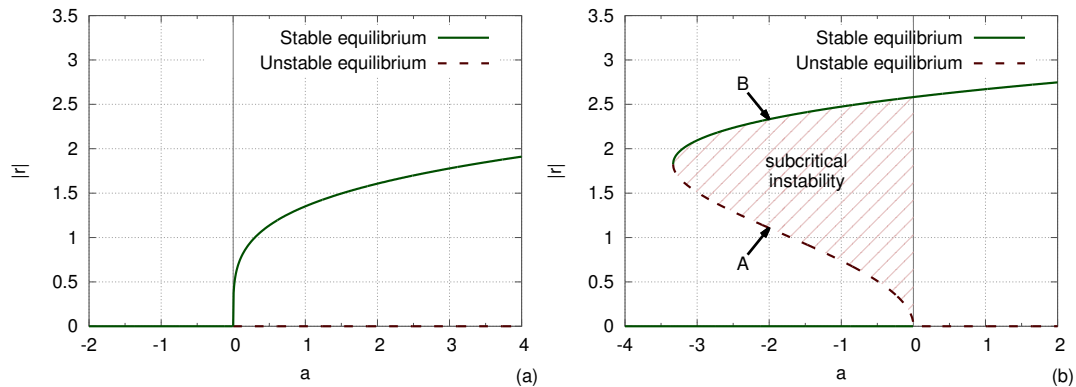 3.5
3
2.5
2
1.5
1
0.5
0
-2
-1
0
1
2
3
4
|r|
a
(a)
Stable equilibrium
Unstable equilibrium
3.5
3
2.5
2
1.5
1
0.5
0
-4
-3
-2
-1
0
1
2
|r|
a
(b)
Stable equilibrium
Unstable equilibrium
B
subcritical
instability
A